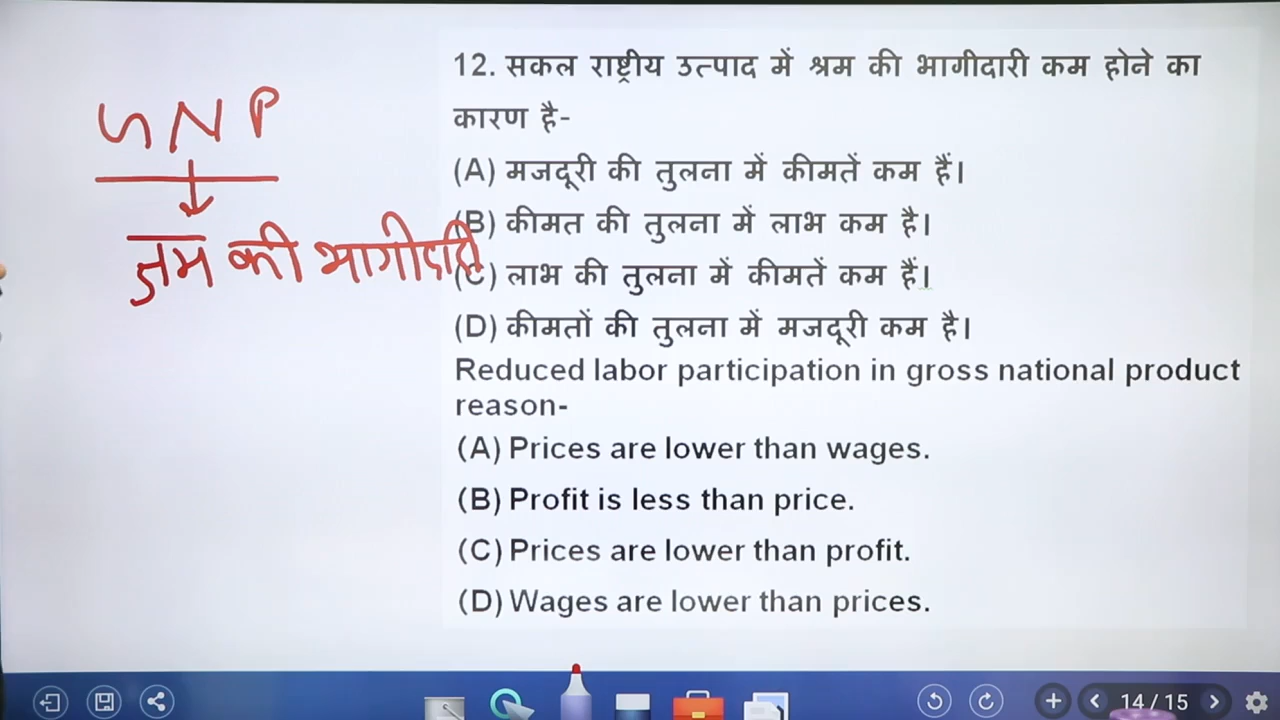 GNP
श्रम की भागीदारी
12. सकल राष्ट्रीय उत्पाद में श्रम की भागीदारी कम होने का
कारण है-
(A) मजदूरी की तुलना में कीमतें कम हैं।
(B) कीमत की तुलना में लाभ कम है।
(C) लाभ की तुलना में कीमतें कम हैं।
(D) कीमतों की तुलना में मजदूरी कम है।
Reduced labor participation in gross national product
reason-
(A) Prices are lower than wages.
(B) Profit is less than price.
(C) Prices are lower than profit.
(D) Wages are lower than prices.
14 / 15